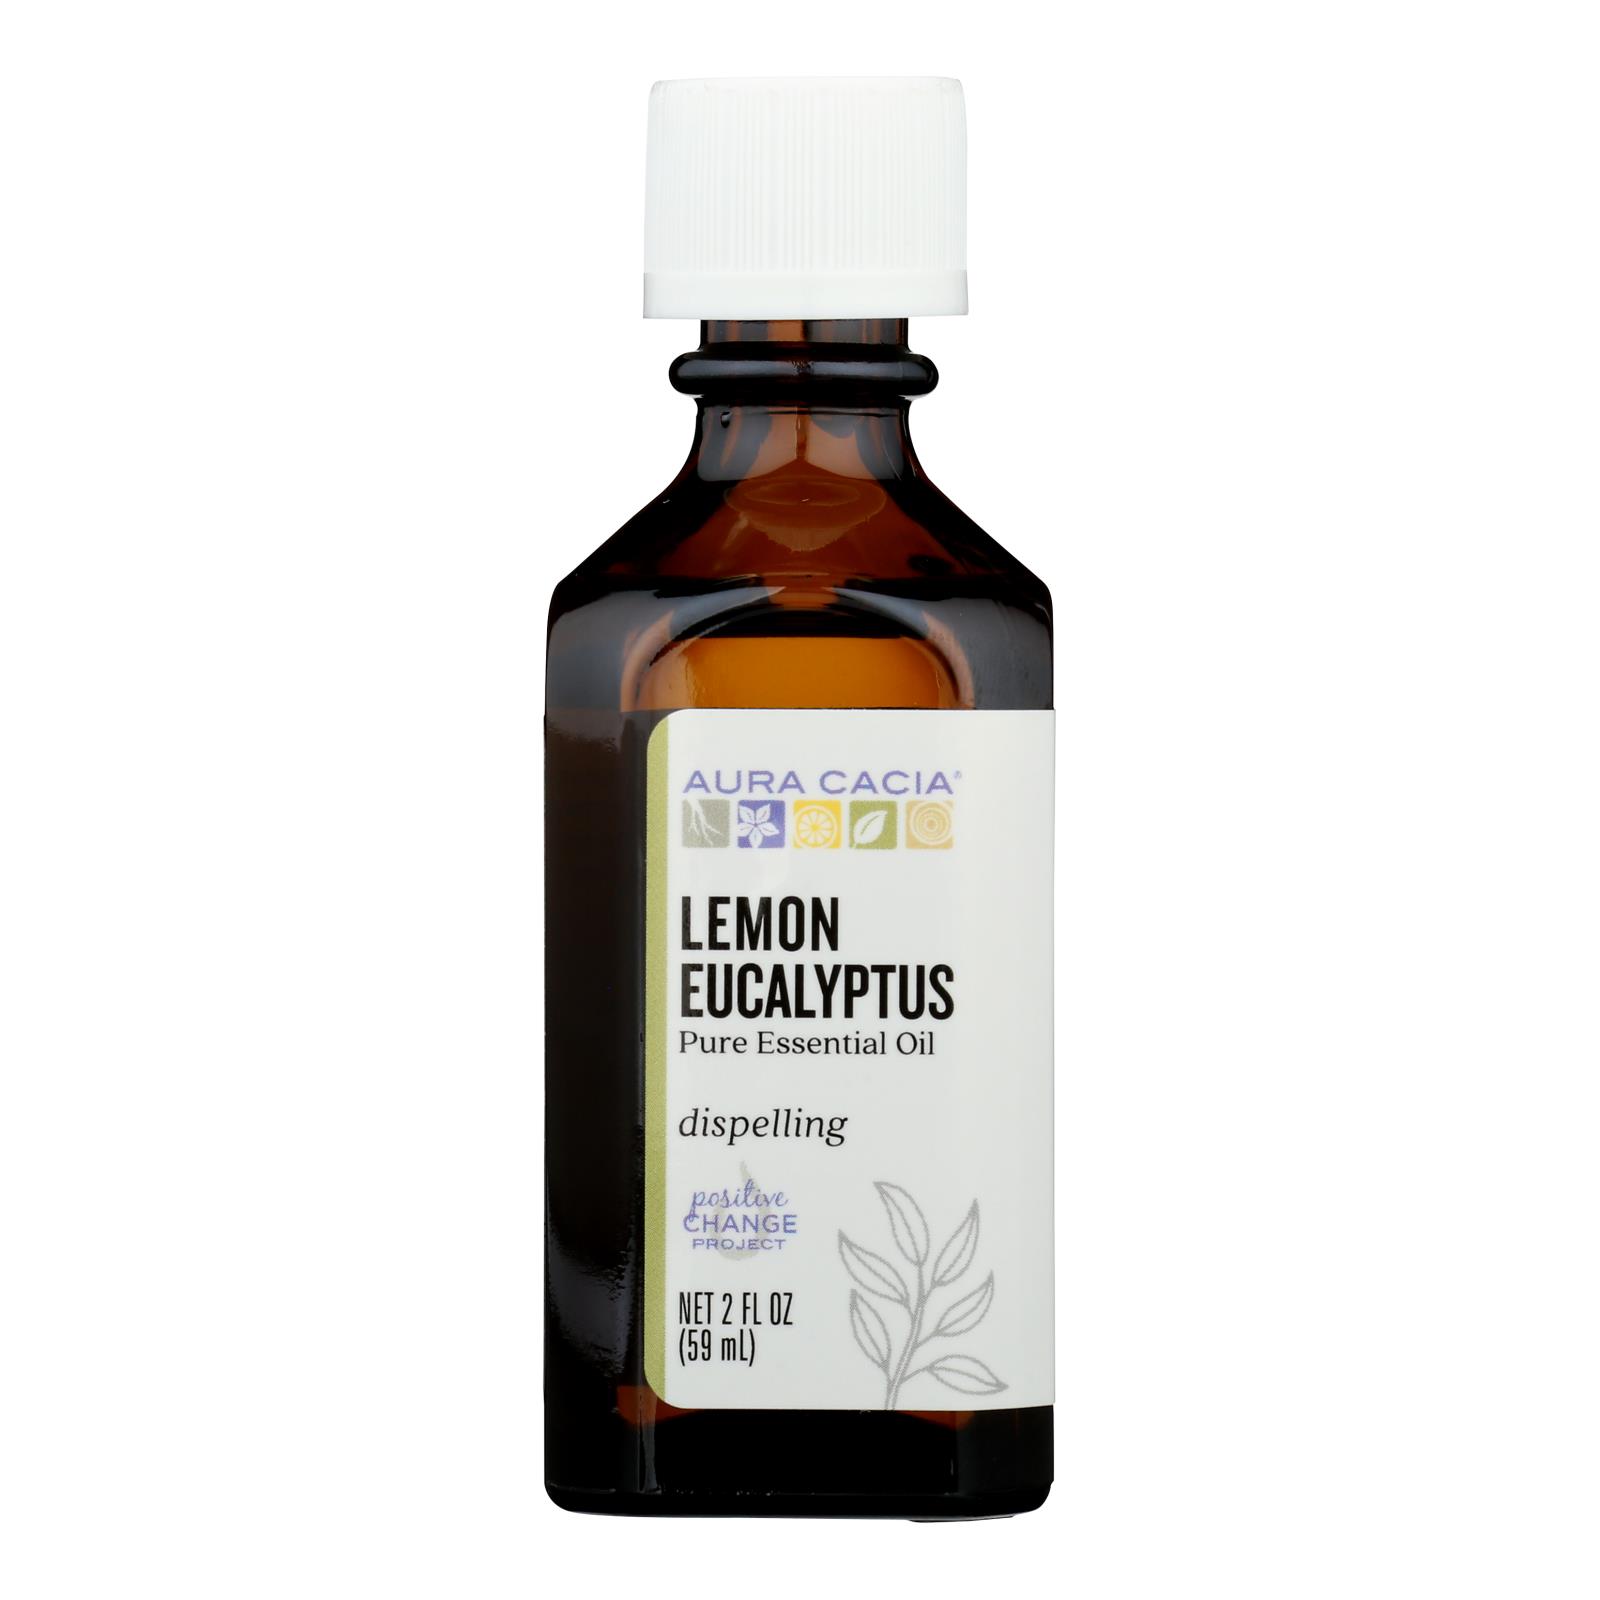 AURA CACIA®
LEMON
EUCALYPTUS
Pure Essential Oil
dispelling
positive
CHANGE
PROJECT
NET 2 FL OZ
(59 mL)